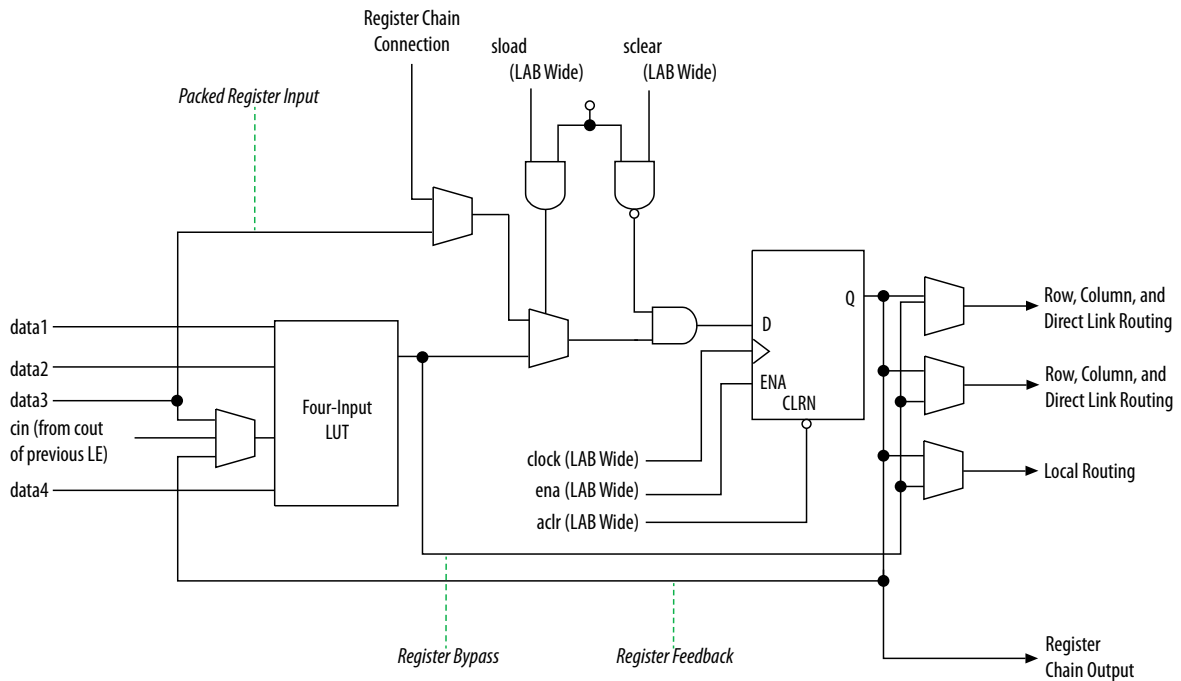 Register Chain
Connection
sload
(LAB Wide)
sclear
(LAB Wide)
Packed Register Input
data1
data2
data3
cin (from cout
of previous LE)
data4
Four-Input
LUT
D
Q
ENA
CLRN
clock (LAB Wide)
ena (LAB Wide)
aclr (LAB Wide)
Row, Column, and
Direct Link Routing
Row, Column, and
Direct Link Routing
Local Routing
Register Bypass
Register Feedback
Register
Chain Output